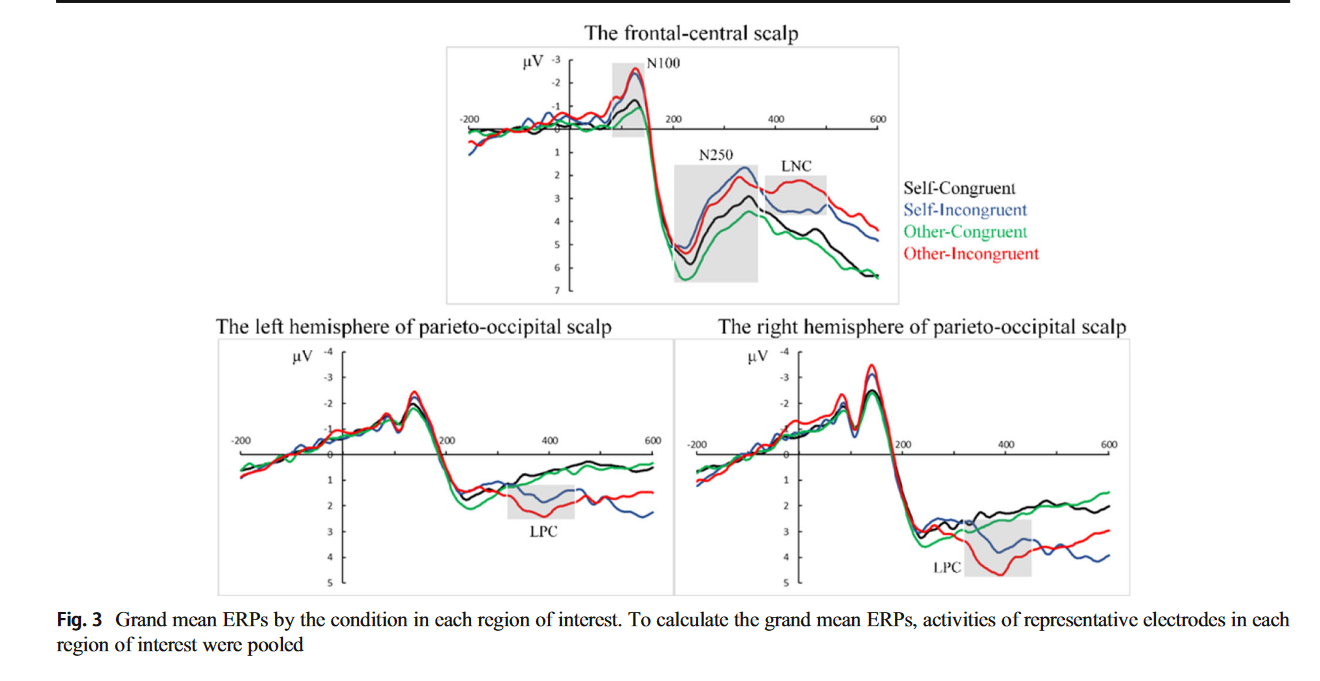 The frontal-central scalp
μV
-3
N100
-2
-1
-200
200
400
600
0
1
N250
LNC
2
3
4
5
6
7
Self-Congruent
Self-Incongruent
Other-Congruent
Other-Incongruent
The left hemisphere of parieto-occipital scalp
μV
-4
-3
-2
-1
-200
200
400
600
0
1
2
3
LPC
4
5
The right hemisphere of parieto-occipital scalp
μV
-4
-3
-2
-200
200
400
600
0
1
2
3
4
LPC
5
Fig. 3 Grand mean ERPs by the condition in each region of interest. To calculate the grand mean ERPs, activities of representative electrodes in each
region of interest were pooled